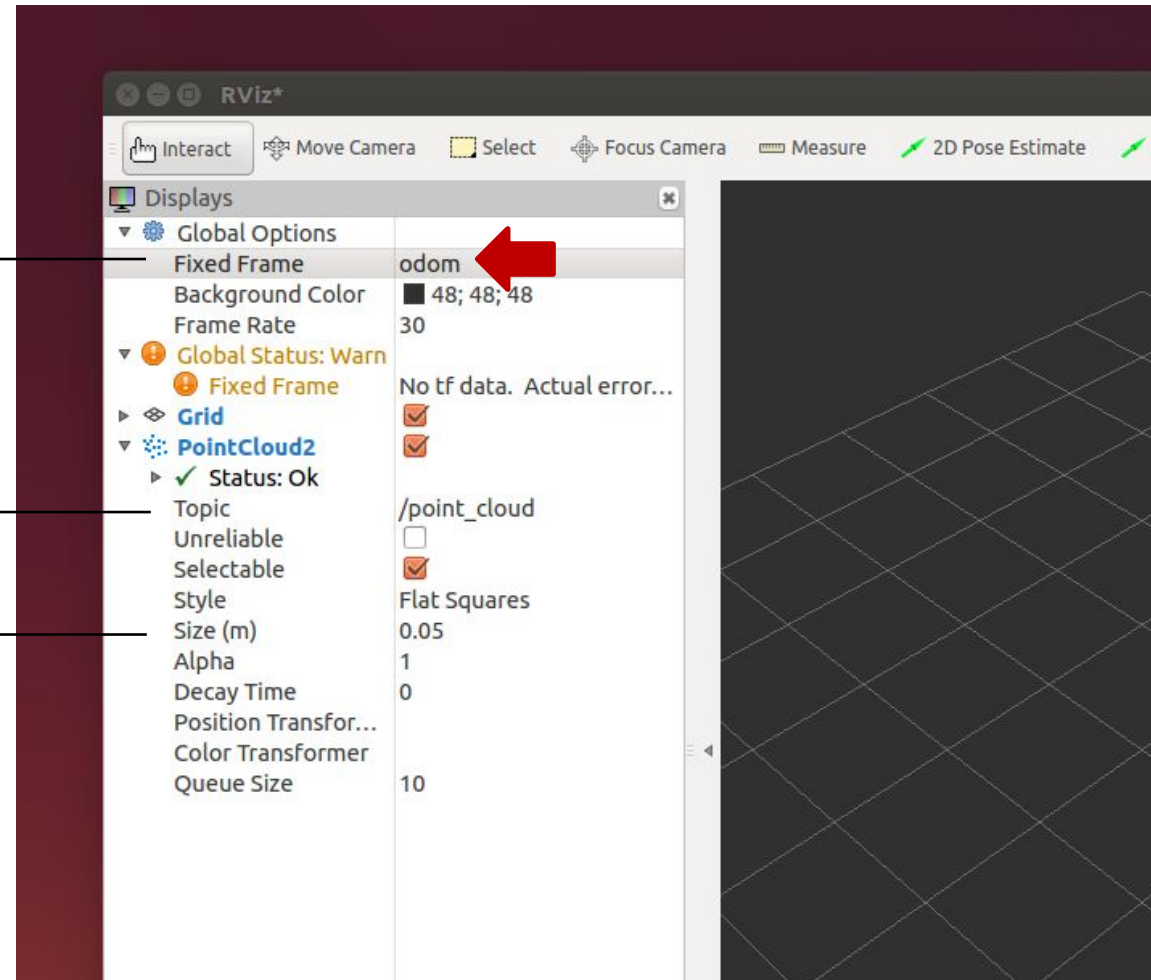 RViz*
Interact Move Camera Select Focus Camera Measure 2D Pose Estimate
Displays
Global Options
Fixed Frame odom
Background Color 48; 48; 48
Frame Rate 30
Global Status: Warn
Fixed Frame No tf data. Actual error...
Grid
PointCloud2
Status: Ok
Topic /point_cloud
Unreliable
Selectable
Style Flat Squares
Size (m) 0.05
Alpha 1
Decay Time 0
Position Transfor...
Color Transformer
Queue Size 10